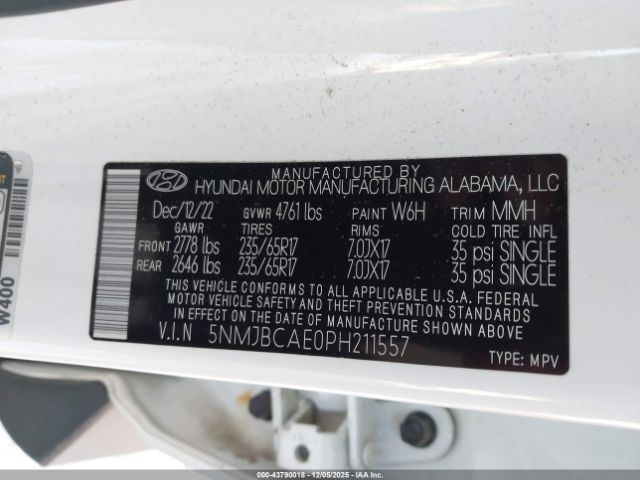 MANUFACTURED BY
HYUNDAI MOTOR MANUFACTURING ALABAMA, LLC
Dec/12/22 GVWR 4761 lbs PAINT W6H TRIM MMH
GAWR TIRES RIMS COLD TIRE INFL
FRONT 2778 lbs 235/65R17 7.0JX17 35 psi SINGLE
REAR 2646 lbs 235/65R17 7.0JX17 35 psi SINGLE
THIS VEHICLE CONFORMS TO ALL APPLICABLE U.S.A. FEDERAL
MOTOR VEHICLE SAFETY AND THEFT PREVENTION STANDARDS
IN EFFECT ON THE DATE OF MANUFACTURE SHOWN ABOVE.
V.I.N 5NMJBCAE0PH211557
TYPE: MPV
W400
000-43790018 - 12/05/2025 - IAA Inc.